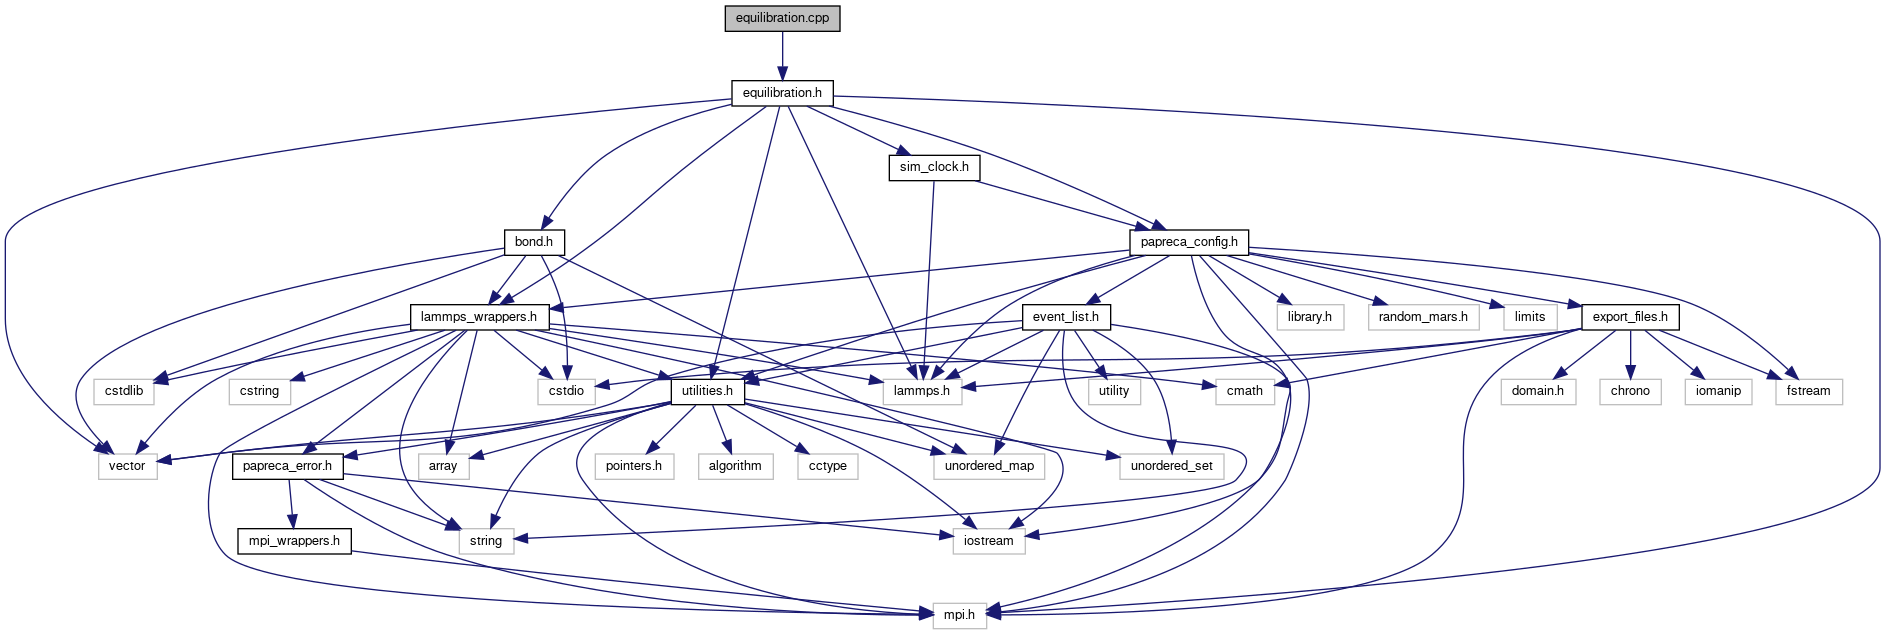 equilibration.cpp
equilibration.h
sim_clock.h
bond.h
papreca_config.h
lammps_wrappers.h
event_list.h
library.h
random_mars.h
limits
export_files.h
cstdlib
cstring
cstdio
utilities.h
lammps.h
utility
cmath
domain.h
chrono
iomanip
fstream
vector
papreca_error.h
array
pointers.h
algorithm
cctype
unordered_map
unordered_set
mpi_wrappers.h
string
iostream
mpi.h